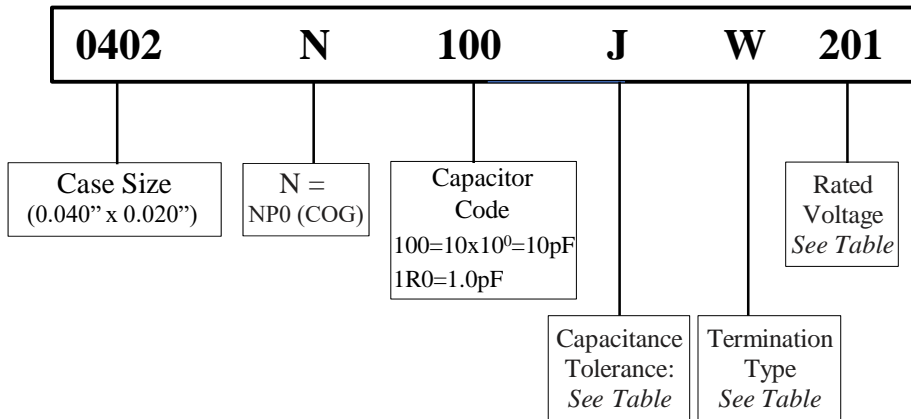 0402 N 100 J W 201
Case Size
(0.040” x 0.020”)
N =
NP0 (COG)
Capacitor
Code
100=10x10⁰=10pF
1R0=1.0pF
Rated
Voltage
See Table
Capacitance
Tolerance:
See Table
Termination
Type
See Table